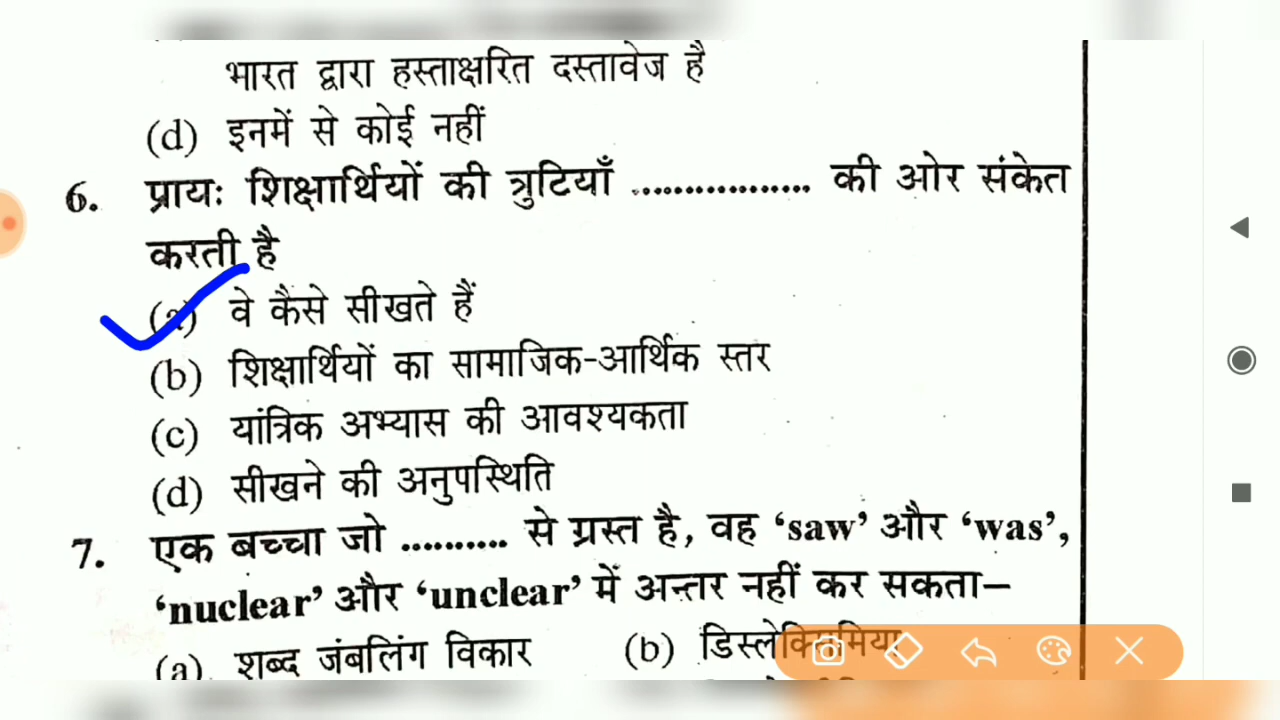 भारत द्वारा हस्ताक्षरित दस्तावेज है
(d) इनमें से कोई नहीं
6. प्रायः शिक्षार्थियों की त्रुटियाँ ................. की ओर संकेत
करती है
(a) वे कैसे सीखते हैं
(b) शिक्षार्थियों का सामाजिक-आर्थिक स्तर
(c) यांत्रिक अभ्यास की आवश्यकता
(d) सीखने की अनुपस्थिति
7. एक बच्चा जो .......... से ग्रस्त है, वह ‘saw’ और ‘was’,
‘nuclear’ और ‘unclear’ में अन्तर नहीं कर सकता–
(a) शब्द जंबलिंग विकार (b)